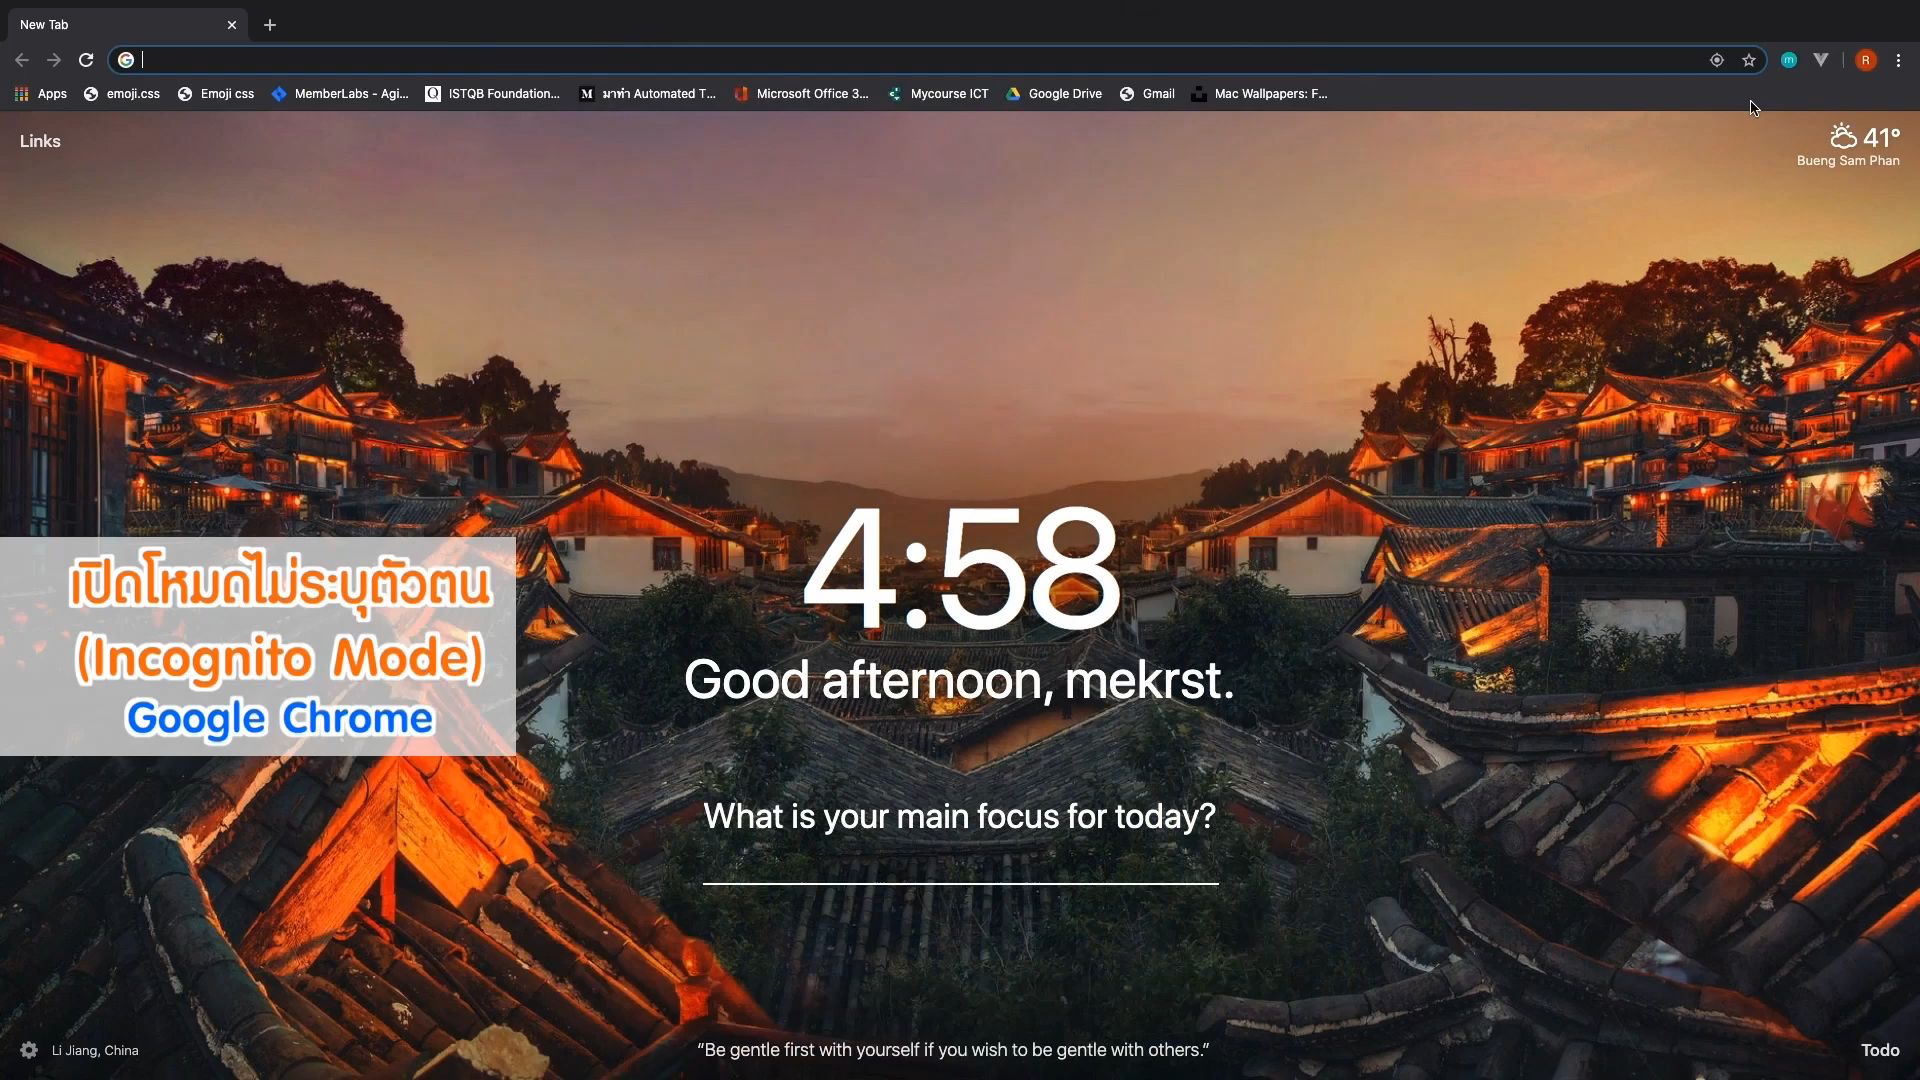 New Tab
R
Apps
emoji.css
Emoji css
MemberLabs - Agi...
ISTQB Foundation...
มาทำ Automated T...
Microsoft Office 3...
Mycourse ICT
Google Drive
Gmail
Mac Wallpapers: F...
Links
41°
Bueng Sam Phan
4:58
Good afternoon, mekrst.
เปิดโหมดไม่ระบุตัวตน
(Incognito Mode)
Google Chrome
What is your main focus for today?
Li Jiang, China
“Be gentle first with yourself if you wish to be gentle with others.”
Todo